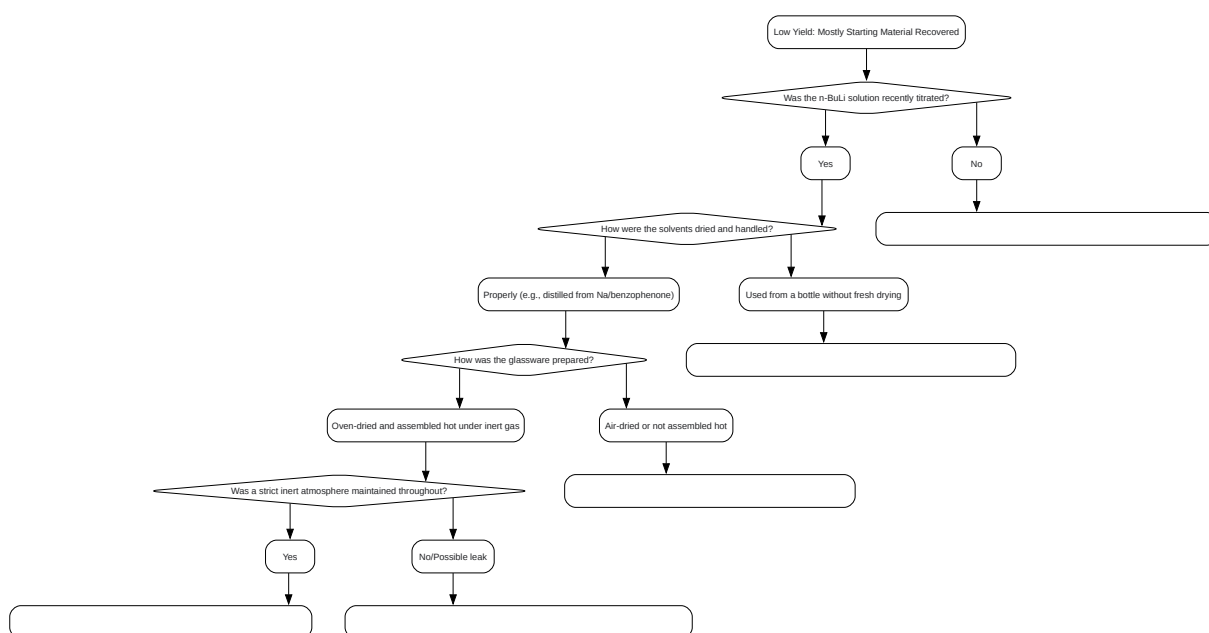 Low Yield: Mostly Starting Material Recovered
Was the n-BuLi solution recently titrated?
Yes
No
How were the solvents dried and handled?
Properly (e.g., distilled from Na/benzophenone)
Used from a bottle without fresh drying
How was the glassware prepared?
Oven-dried and assembled hot under inert gas
Air-dried or not assembled hot
Was a strict inert atmosphere maintained throughout?
Yes
No/Possible leak